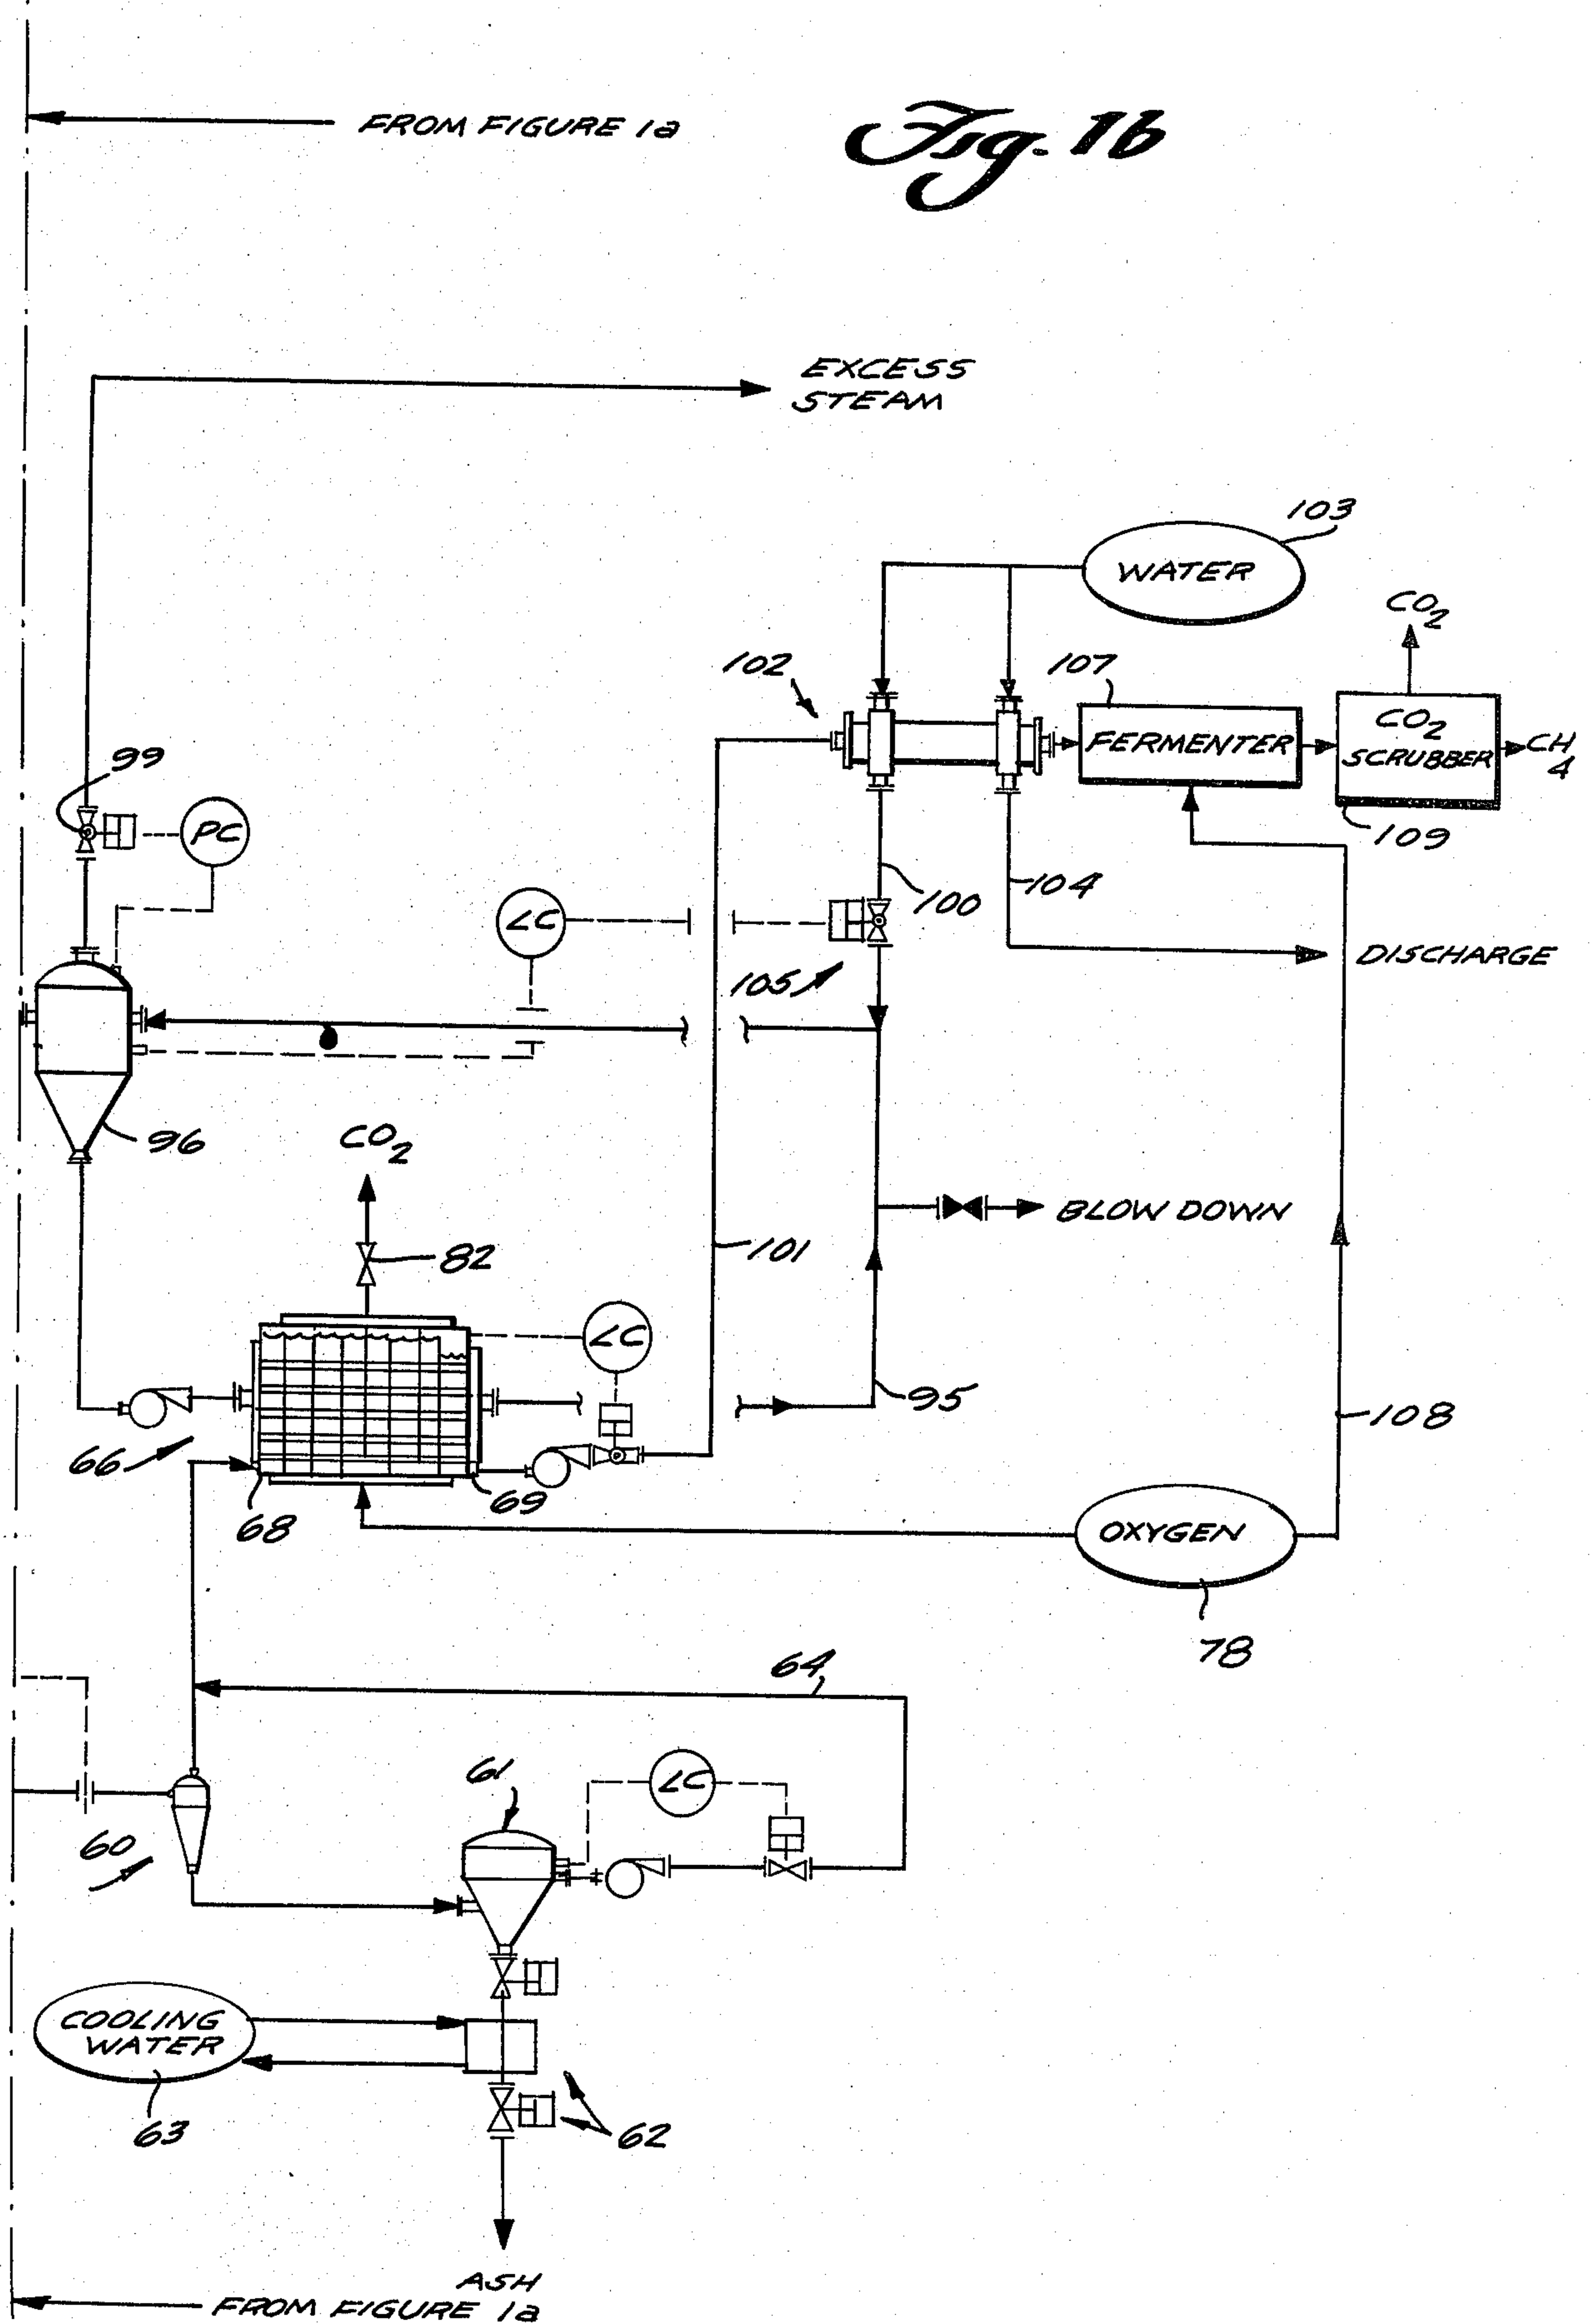 FROM FIGURE 1a
Fig. 1b
EXCESS
STEAM
103
WATER
CO2
102
107
CO2
SCRUBBER
FERMENTER
CH4
99
PC
109
100
104
LC
105
DISCHARGE
96
CO2
82
101
BLOW DOWN
LC
95
108
66
68
69
OXYGEN
78
64
61
LC
60
COOLING
WATER
63
62
ASH
FROM FIGURE 1a